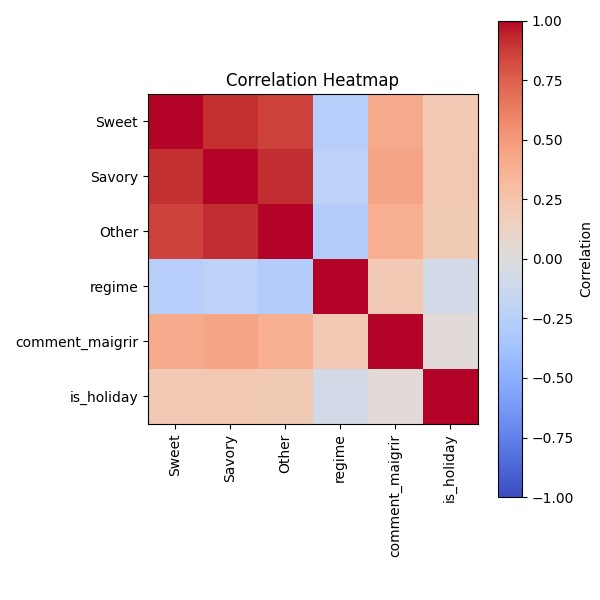 Correlation Heatmap
Sweet
Savory
Other
regime
comment_maigrir
is_holiday
Sweet
Savory
Other
regime
comment_maigrir
is_holiday
1.00
0.75
0.50
0.25
0.00
−0.25
−0.50
−0.75
−1.00
Correlation